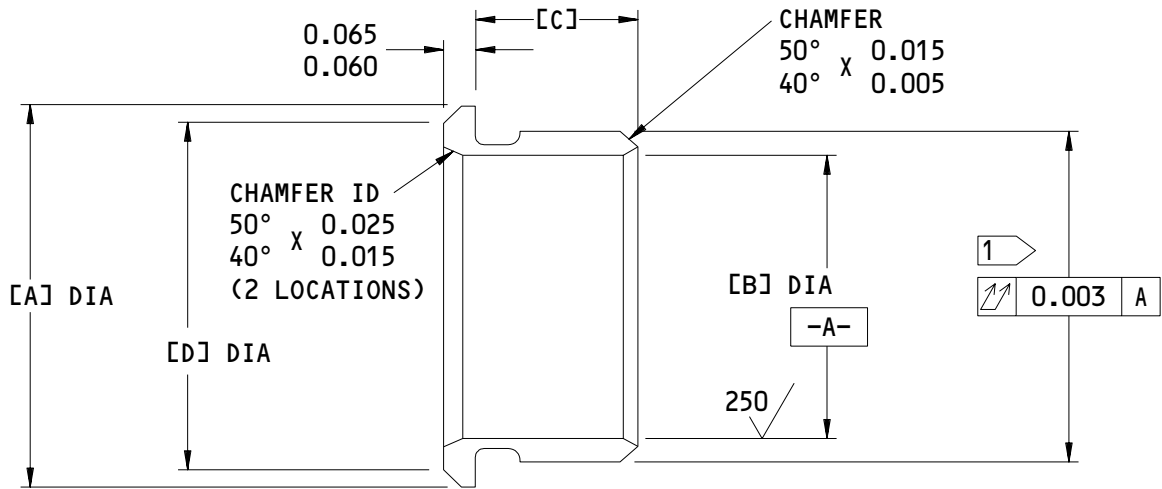 [C]
0.065
0.060
CHAMFER
50° X 0.015
40° 0.005
CHAMFER ID
50° X 0.025
40° 0.015
(2 LOCATIONS)
[A] DIA
[D] DIA
[B] DIA
-A-
250
1
0.003 A